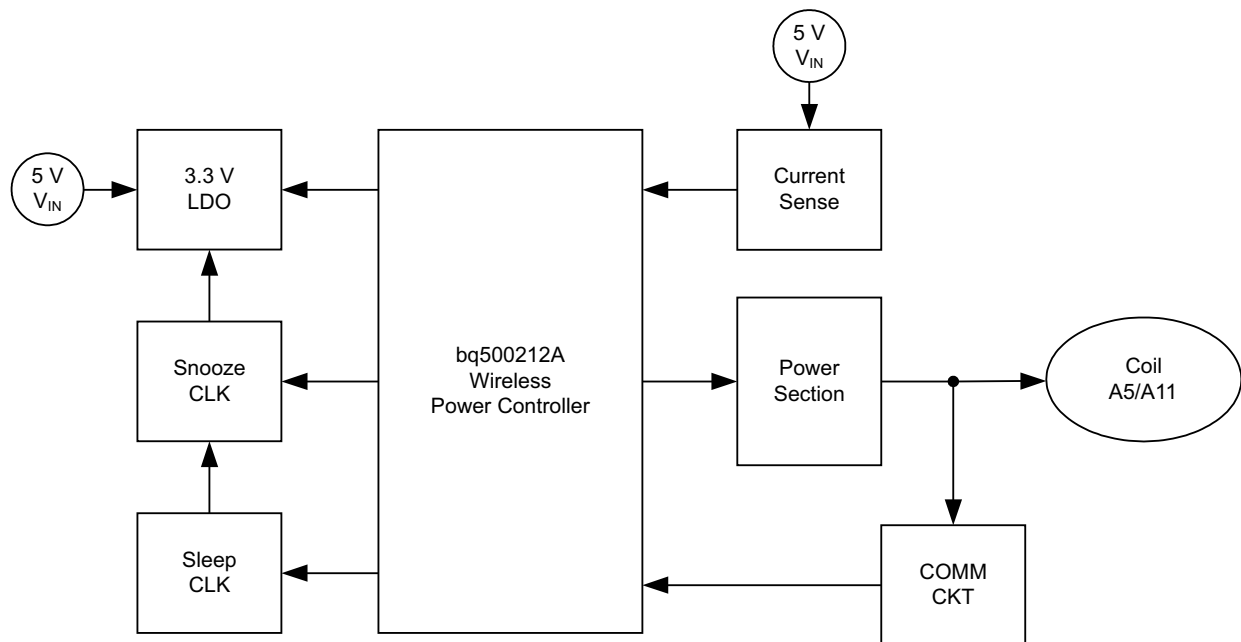 5 V
VIN
5 V
VIN
3.3 V
LDO
Current
Sense
Snooze
CLK
bq500212A
Wireless
Power Controller
Power
Section
Coil
A5/A11
Sleep
CLK
COMM
CKT